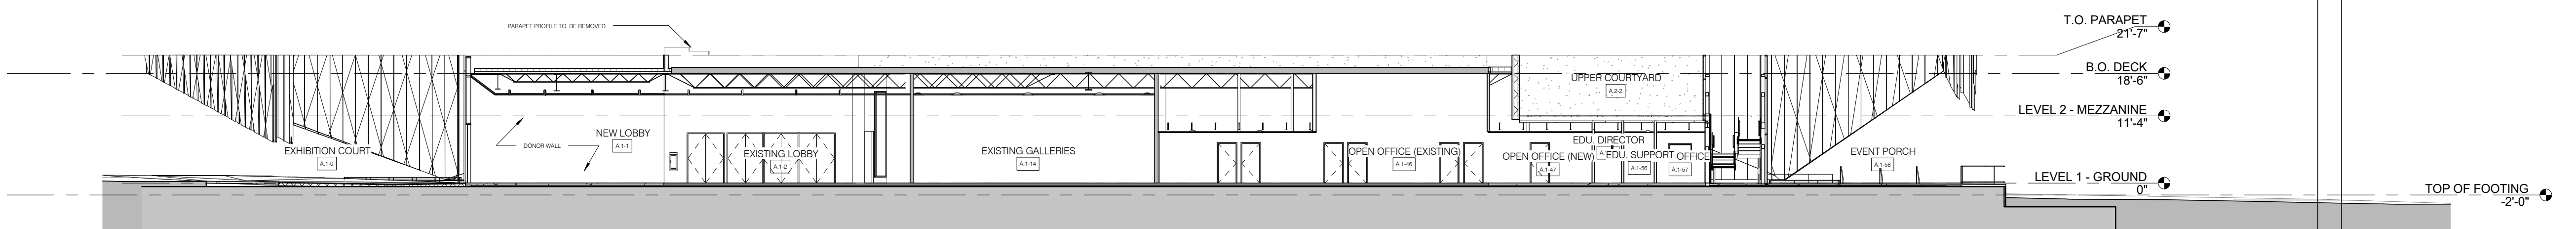 PARAPET PROFILE TO BE REMOVED
T.O. PARAPET
21'-7"
B.O. DECK
18'-6"
LEVEL 2 - MEZZANINE
11'-4"
LEVEL 1 - GROUND
0"
TOP OF FOOTING
-2'-0"
EXHIBITION COURT
A.1-0
DONOR WALL
NEW LOBBY
A.1-1
EXISTING LOBBY
A.1-2
EXISTING GALLERIES
A.1-14
OPEN OFFICE (EXISTING)
A.1-46
OPEN OFFICE (NEW)
A.1-47
UPPER COURTYARD
A.2-2
EDU. DIRECTOR
EDU. SUPPORT
A.1-56
OFFICE
A.1-57
EVENT PORCH
A.1-58